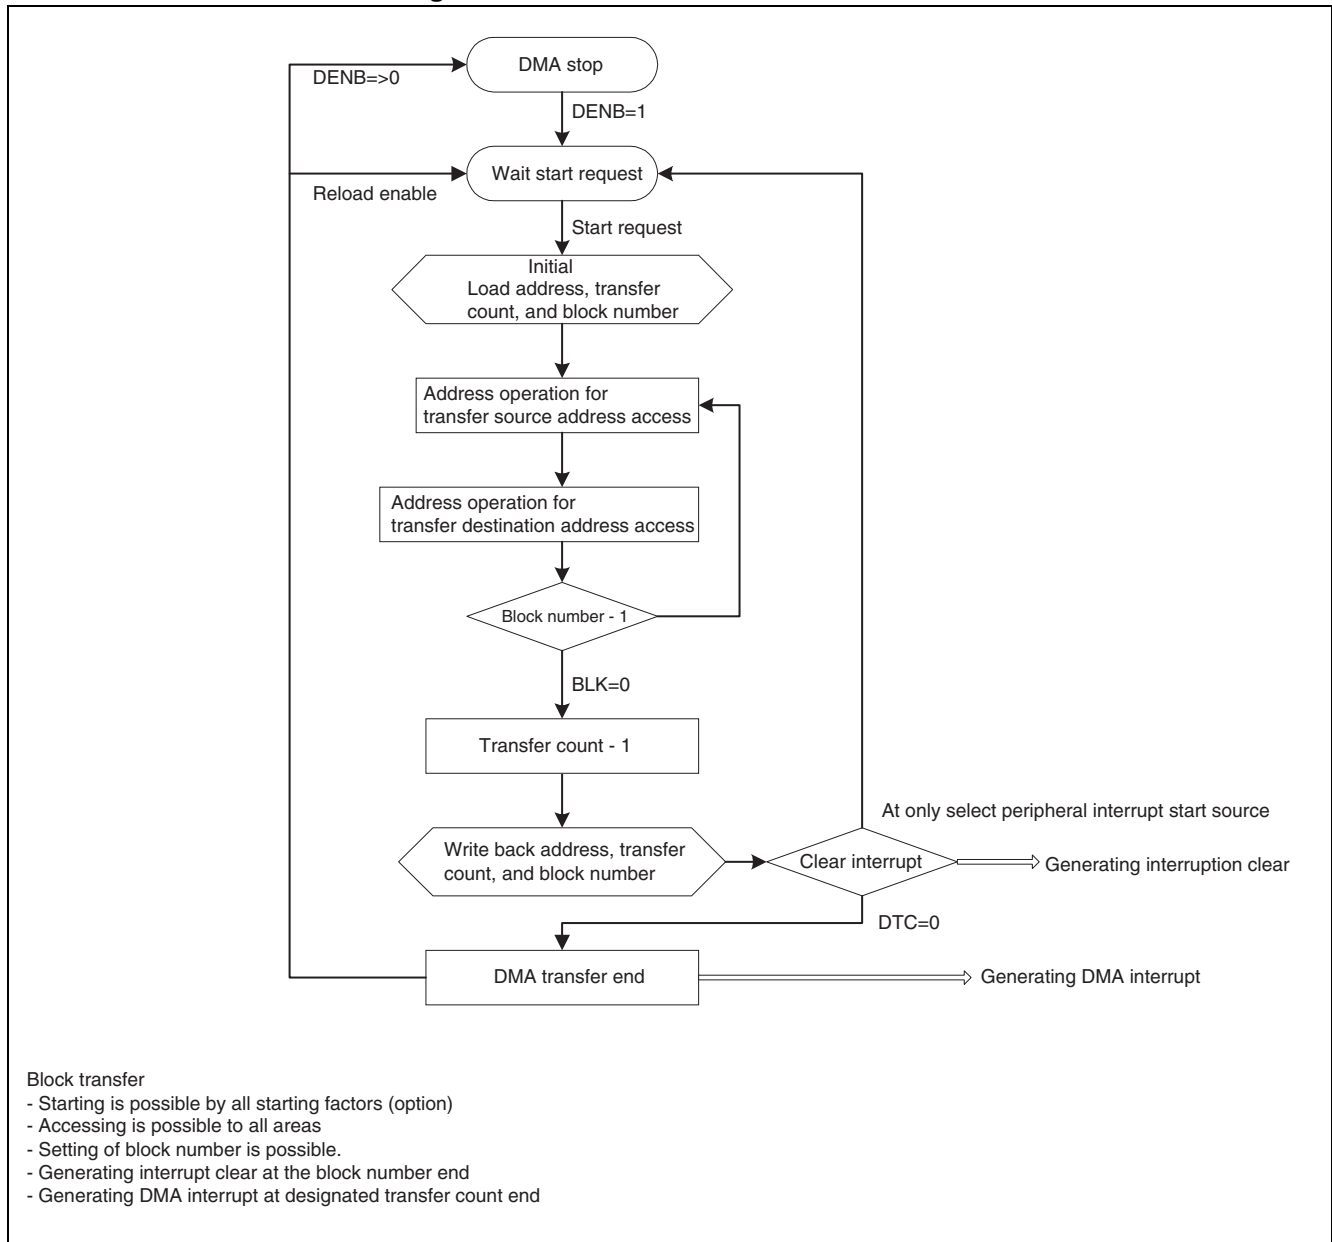 DMA stop
DENB=>0
DENB=1
Wait start request
Reload enable
Start request
Initial
Load address, transfer
count, and block number
Address operation for
transfer source address access
Address operation for
transfer destination address access
Block number - 1
BLK=0
Transfer count - 1
At only select peripheral interrupt start source
Write back address, transfer
count, and block number
Clear interrupt
Generating interruption clear
DTC=0
DMA transfer end
Generating DMA interrupt
Block transfer
- Starting is possible by all starting factors (option)
- Accessing is possible to all areas
- Setting of block number is possible.
- Generating interrupt clear at the block number end
- Generating DMA interrupt at designated transfer count end